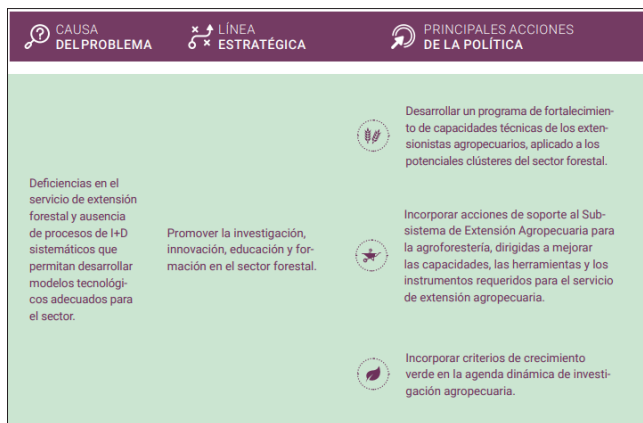 CAUSA
DEL PROBLEMA
LÍNEA
ESTRATÉGICA
PRINCIPALES ACCIONES
DE LA POLÍTICA
Deficiencias en el
servicio de extensión
forestal y ausencia
de procesos de I+D
sistemáticos que
permitan desarrollar
modelos tecnológi-
cos adecuados para
el sector.
Promover la investigación,
innovación, educación y for-
mación en el sector forestal.
Desarrollar un programa de fortalecimien-
to de capacidades técnicas de los exten-
sionistas agropecuarios, aplicado a los
potenciales clústeres del sector forestal.
Incorporar acciones de soporte al Sub-
sistema de Extensión Agropecuaria para
la agroforestería, dirigidas a mejorar
las capacidades, las herramientas y los
instrumentos requeridos para el servicio
de extensión agropecuaria.
Incorporar criterios de crecimiento
verde en la agenda dinámica de investi-
gación agropecuaria.